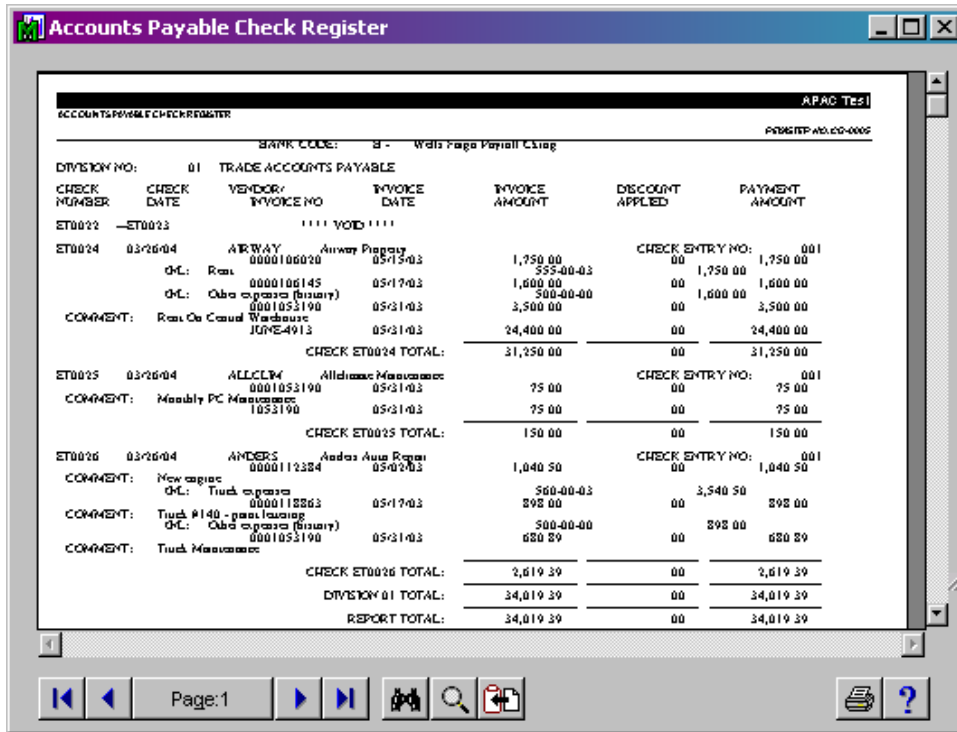 Accounts Payable Check Register
APAC Test
ACCOUNTS PAYABLE CHECK REGISTER
REGISTER NO. CD-0005
BANK CODE: B - Wells Fargo Payroll Cking
DIVISION NO: 01 TRADE ACCOUNTS PAYABLE
CHECK CHECK VENDOR/ INVOICE INVOICE DISCOUNT PAYMENT
NUMBER DATE INVOICE NO DATE AMOUNT APPLIED AMOUNT
ET0022 --ET0023 **** VOID ****
ET0024 03/26/04 AIRWAY Airway Property CHECK ENTRY NO: 001
0000106020 05/15/03 1,750.00 .00 1,750.00
G/L: Rent 555-00-03 1,750.00
0000106145 05/17/03 1,600.00 .00 1,600.00
G/L: Other expenses (history) 500-00-00 1,600.00
0001053190 05/31/03 3,500.00 .00 3,500.00
COMMENT: Rent On Casual Warehouse
JUNE-4913 05/31/03 24,400.00 .00 24,400.00
CHECK ET0024 TOTAL: 31,250.00 .00 31,250.00
ET0025 03/26/04 ALLCLIM Allclimate Maintenance CHECK ENTRY NO: 001
0001053190 05/31/03 75.00 .00 75.00
COMMENT: Monthly PC Maintenance
1053190 05/31/03 75.00 .00 75.00
CHECK ET0025 TOTAL: 150.00 .00 150.00
ET0026 03/26/04 ANDERS Anders Auto Repair CHECK ENTRY NO: 001
0000112384 05/02/03 1,040.50 .00 1,040.50
COMMENT: New engine
G/L: Truck expenses 560-00-03 3,540.50
0000118863 05/17/03 898.00 .00 898.00
COMMENT: Truck #140 -
G/L: Other expenses (history) 500-00-00 898.00
0001053190 05/31/03 680.89 .00 680.89
COMMENT: Truck Maintenance
CHECK ET0026 TOTAL: 2,619.39 .00 2,619.39
DIVISION 01 TOTAL: 34,019.39 .00 34,019.39
REPORT TOTAL: 34,019.39 .00 34,019.39
Page:1